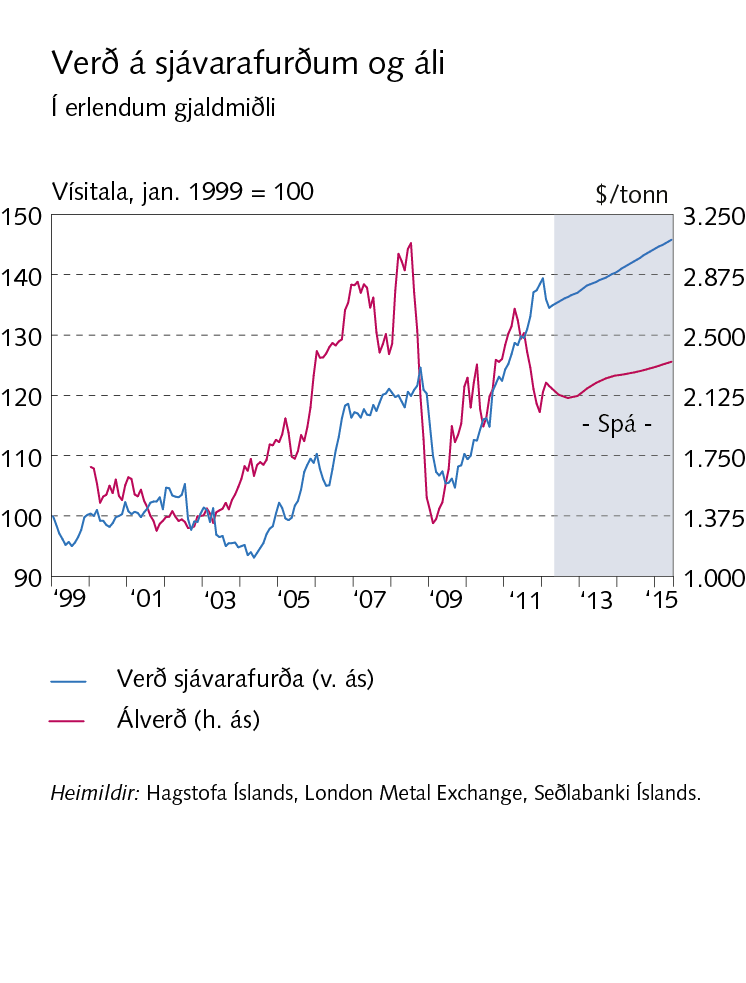 Verð á sjávarafurðum og áli
Í erlendum gjaldmiðli
Vísitala, jan. 1999 = 100
$/tonn
150 3.250
140 2.875
130 2.500
120 2.125
- Spá -
110 1.750
100 1.375
90 1.000
‘99 ‘01 ‘03 ‘05 ‘07 ‘09 ‘11 ‘13 ‘15
Verð sjávarafurða (v. ás)
Álverð (h. ás)
Heimildir: Hagstofa Íslands, London Metal Exchange, Seðlabanki Íslands.